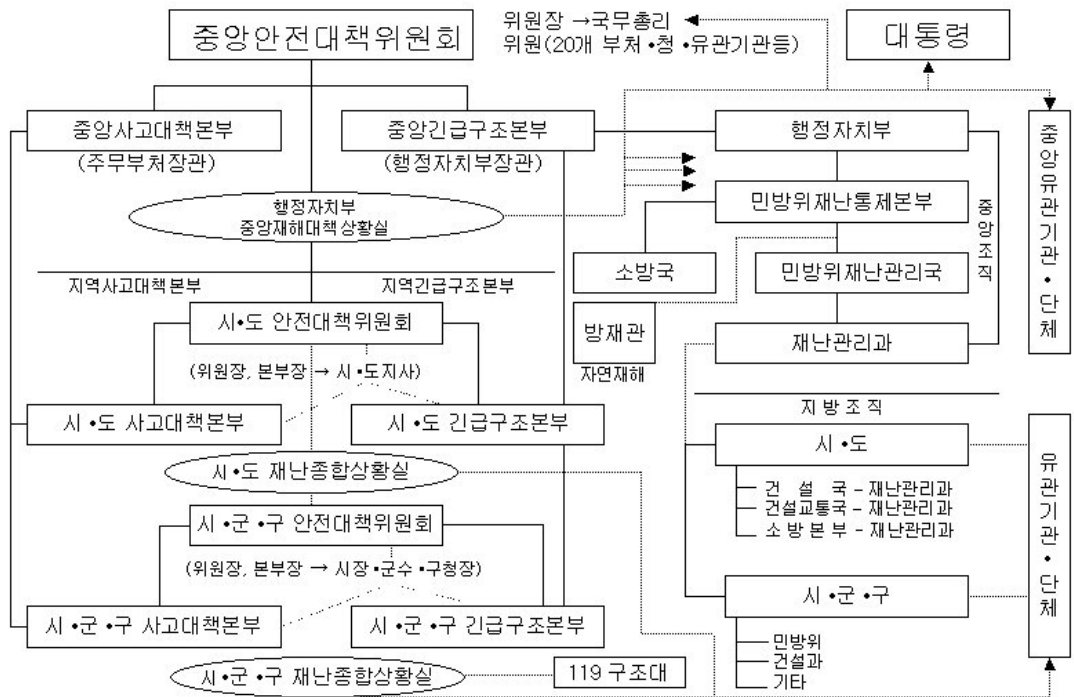 중앙안전대책위원회
위원장 →국무총리
위원(20개 부처 •청 •유관기관등)
대통령
중앙사고대책본부
(주무부처장관)
중앙긴급구조본부
(행정자치부장관)
행정자치부
중앙유관기관•단체
행정자치부
중앙재해대책상황실
민방위재난통제본부
중앙조직
소방국
민방위재난관리국
지역사고대책본부
지역긴급구조본부
시•도 안전대책위원회
방재관
자연재해
재난관리과
(위원장, 본부장 → 시 •도지사)
지 방 조 직
시 •도 사고대책본부
시 •도 긴급구조본부
시 •도
유관기관•단체
시 •도 재난종합상황실
건 설 국 - 재난관리과
건설교통국 - 재난관리과
소 방 본 부 - 재난관리과
시 •군 •구 안전대책위원회
(위원장, 본부장 → 시장 •군수 •구청장)
시 •군 •구
시 •군 •구 사고대책본부
시 •군 •구 긴급구조본부
민방위
건설과
기타
시 •군 •구 재난종합상황실
119 구조대